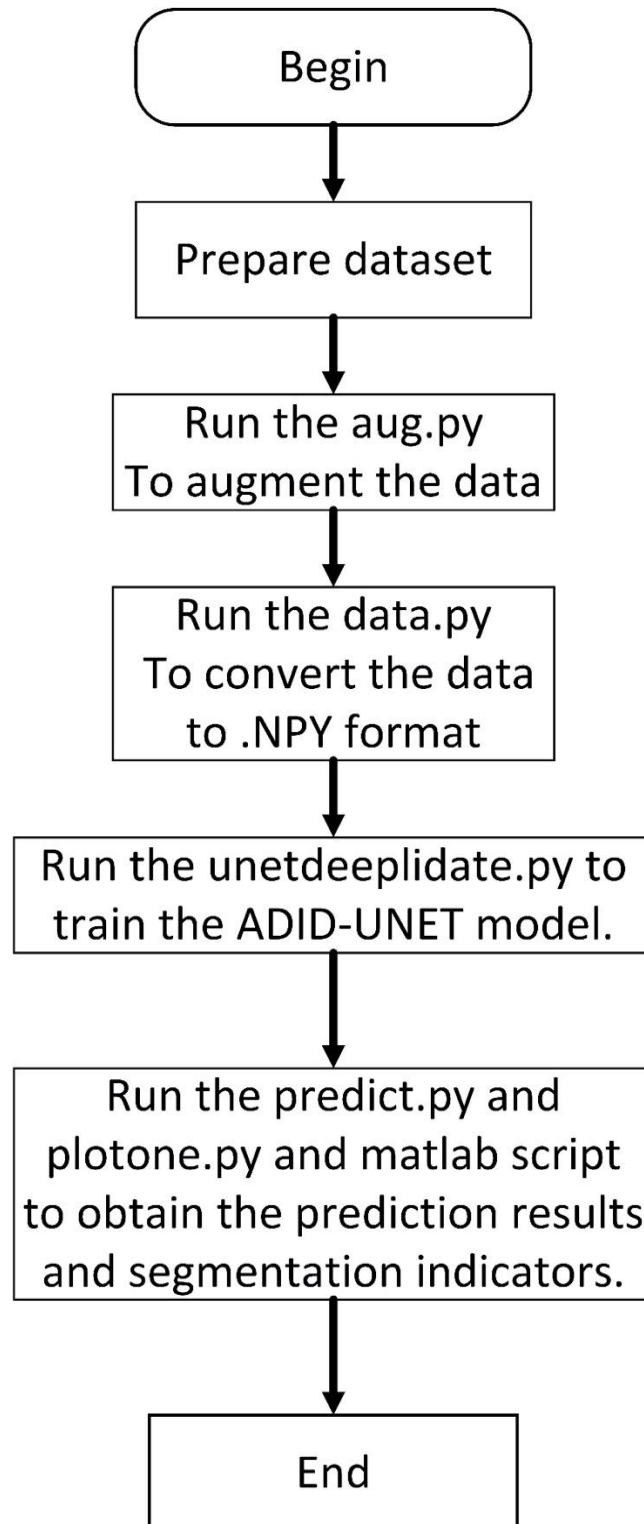 Begin
Prepare dataset
Run the aug.py
To augment the data
Run the data.py
To convert the data
to .NPY format
Run the unetdeeplidate.py to
train the ADID-UNET model.
Run the predict.py and
plotone.py and matlab script
to obtain the prediction results
and segmentation indicators.
End